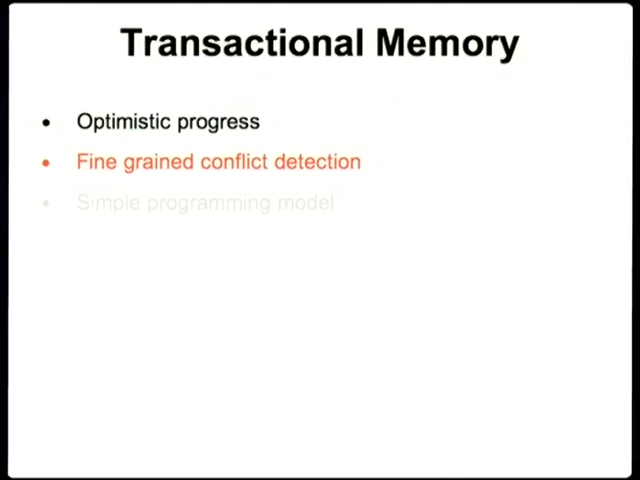 Transactional Memory
• Optimistic progress
• Fine grained conflict detection
• Simple programming model